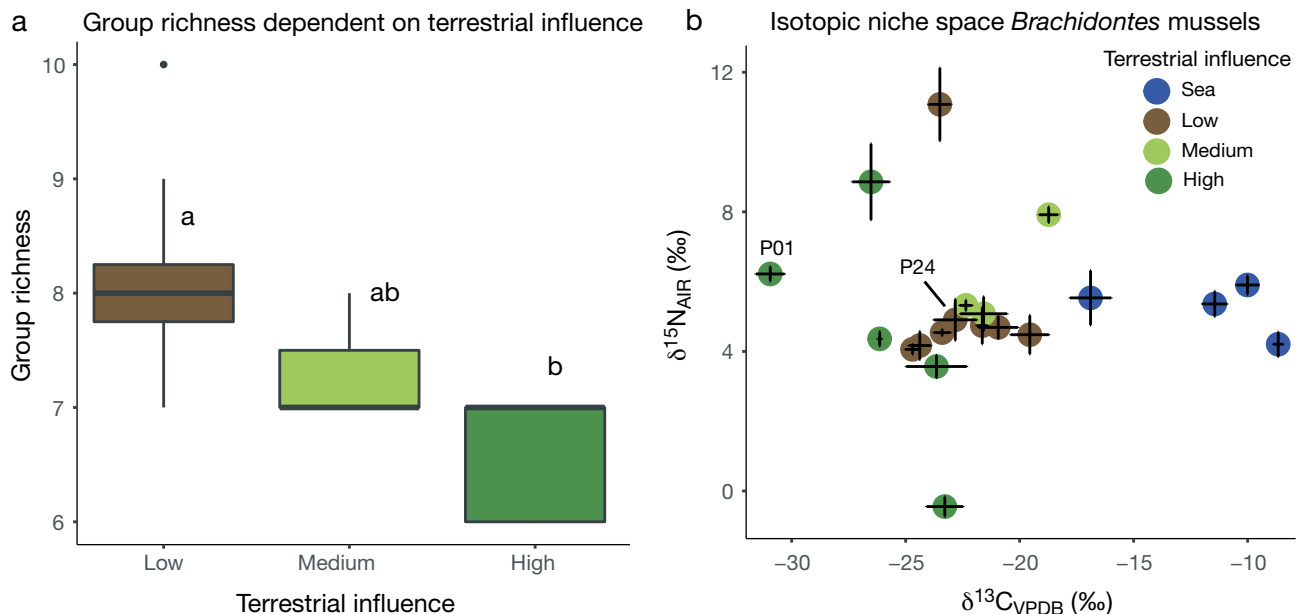 a
Group richness dependent on terrestrial influence
10
9
8
7
6
Group richness
a
ab
b
Low
Medium
High
Terrestrial influence
b
Isotopic niche space Brachidontes mussels
Terrestrial influence
Sea
Low
Medium
High
12
8
4
0
δ¹⁵N_AIR (‰)
P01
P24
−30
−25
−20
−15
−10
δ¹³C_VPDB (‰)